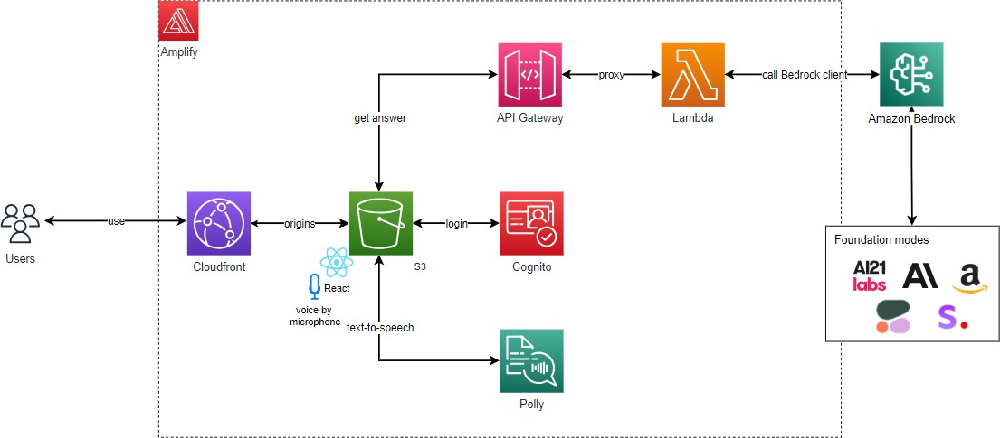 Amplify
API Gateway
proxy
Lambda
call Bedrock client
Amazon Bedrock
get answer
Users
use
Cloudfront
origins
S3
login
Cognito
React
voice by
microphone
text-to-speech
Polly
Foundation modes
AI21
labs
A\
a
S.